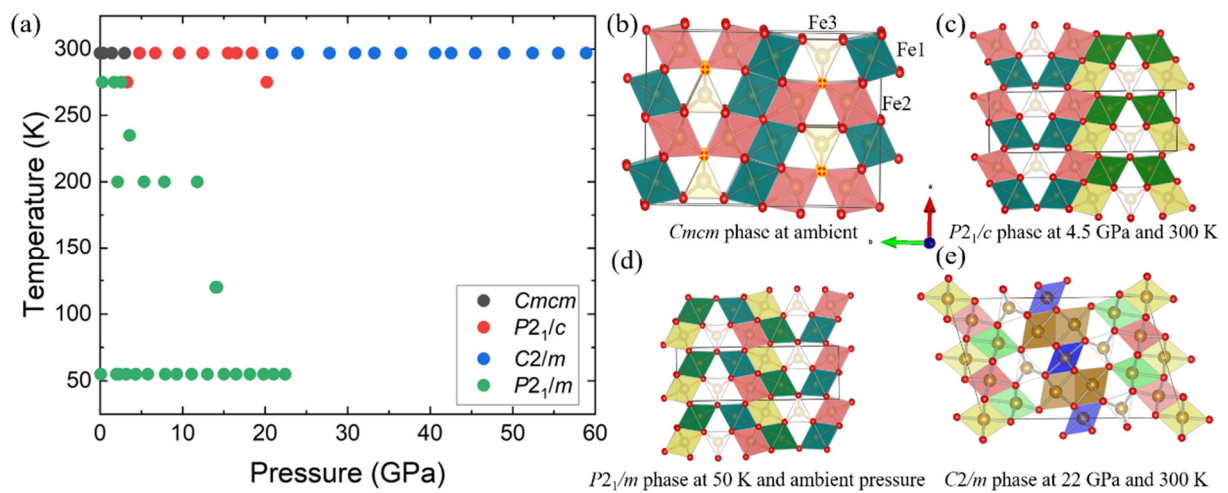 (a)
Temperature (K)
300
250
200
150
100
50
0
10
20
30
40
50
60
Pressure (GPa)
Cmcm
P2₁/c
C2/m
P2₁/m
(b)
Fe3
Fe1
Fe2
Cmcm phase at ambient
a
b
(c)
P2₁/c phase at 4.5 GPa and 300 K
(d)
P2₁/m phase at 50 K and ambient pressure
(e)
C2/m phase at 22 GPa and 300 K